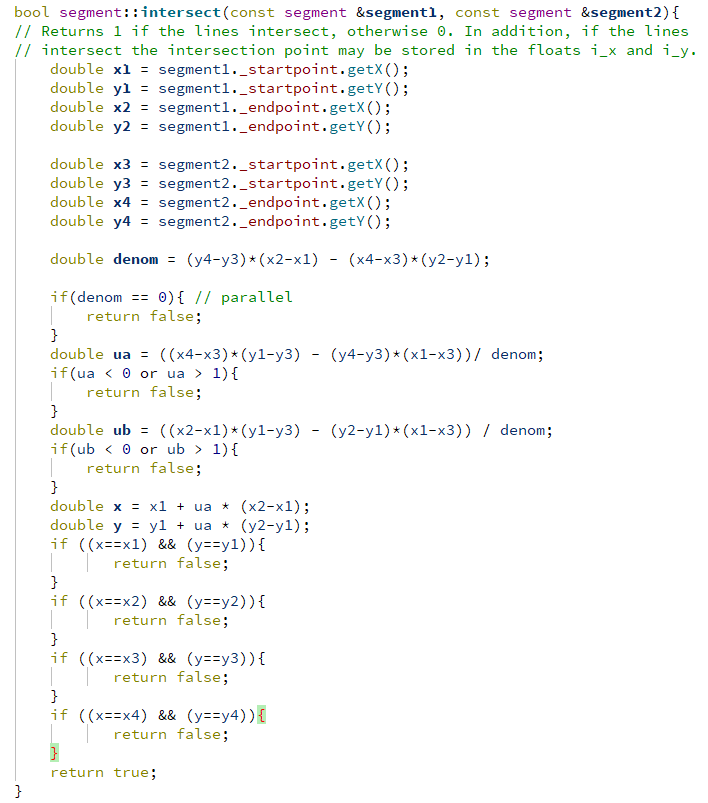 bool segment::intersect(const segment &segment1, const segment &segment2){
// Returns 1 if the lines intersect, otherwise 0. In addition, if the lines
// intersect the intersection point may be stored in the floats i_x and i_y.
    double x1 = segment1._startpoint.getX();
    double y1 = segment1._startpoint.getY();
    double x2 = segment1._endpoint.getX();
    double y2 = segment1._endpoint.getY();

    double x3 = segment2._startpoint.getX();
    double y3 = segment2._startpoint.getY();
    double x4 = segment2._endpoint.getX();
    double y4 = segment2._endpoint.getY();

    double denom = (y4-y3)*(x2-x1) - (x4-x3)*(y2-y1);

    if(denom == 0){ // parallel
        return false;
    }
    double ua = ((x4-x3)*(y1-y3) - (y4-y3)*(x1-x3))/ denom;
    if(ua < 0 or ua > 1){
        return false;
    }
    double ub = ((x2-x1)*(y1-y3) - (y2-y1)*(x1-x3)) / denom;
    if(ub < 0 or ub > 1){
        return false;
    }
    double x = x1 + ua * (x2-x1);
    double y = y1 + ua * (y2-y1);
    if ((x==x1) && (y==y1)){
           return false;
    }
    if ((x==x2) && (y==y2)){
           return false;
    }
    if ((x==x3) && (y==y3)){
           return false;
    }
    if ((x==x4) && (y==y4)){
           return false;
    }
    return true;
}